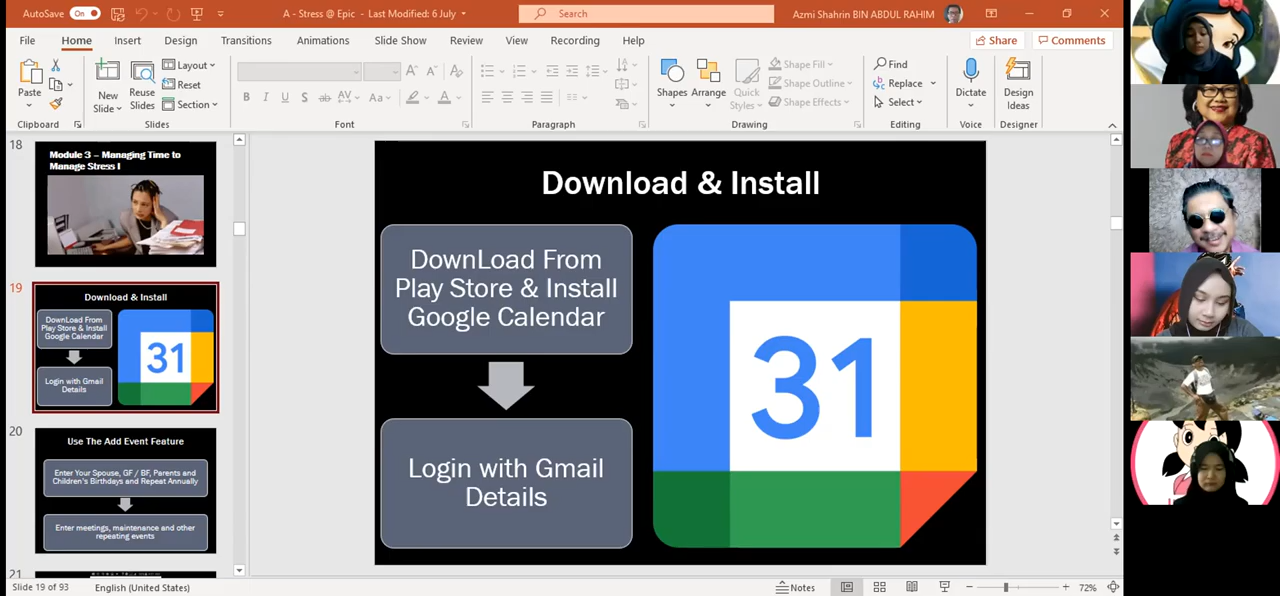 AutoSave On A - Stress @ Epic - Last Modified: 6 July Search Azmi Shahrin BIN ABDUL RAHIM
File Home Insert Design Transitions Animations Slide Show Review View Recording Help Share Comments
Paste New Slide Reuse Slides Layout Reset Section
B I U S ab AV Aa A A A A
Shapes Arrange Quick Styles Shape Fill Shape Outline Shape Effects
Find Replace Select Dictate Design Ideas
Clipboard Slides Font Paragraph Drawing Editing Voice Designer
18
Module 3 – Managing Time to
Manage Stress I
19
Download & Install
DownLoad From
Play Store & Install
Google Calendar
Login with Gmail
Details
31
20
Use The Add Event Feature
Enter Your Spouse, GF / BF, Parents and
Children's Birthdays and Repeat Annually
Enter meetings, maintenance and other
repeating events
21
Download & Install
DownLoad From
Play Store & Install
Google Calendar
Login with Gmail
Details
31
Slide 19 of 93 English (United States) Notes 72%